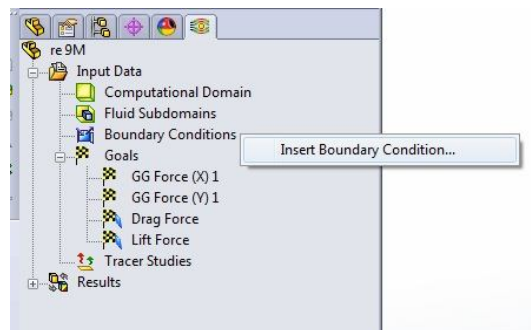 re 9M
Input Data
Computational Domain
Fluid Subdomains
Boundary Conditions
Insert Boundary Condition...
Goals
GG Force (X) 1
GG Force (Y) 1
Drag Force
Lift Force
Tracer Studies
Results